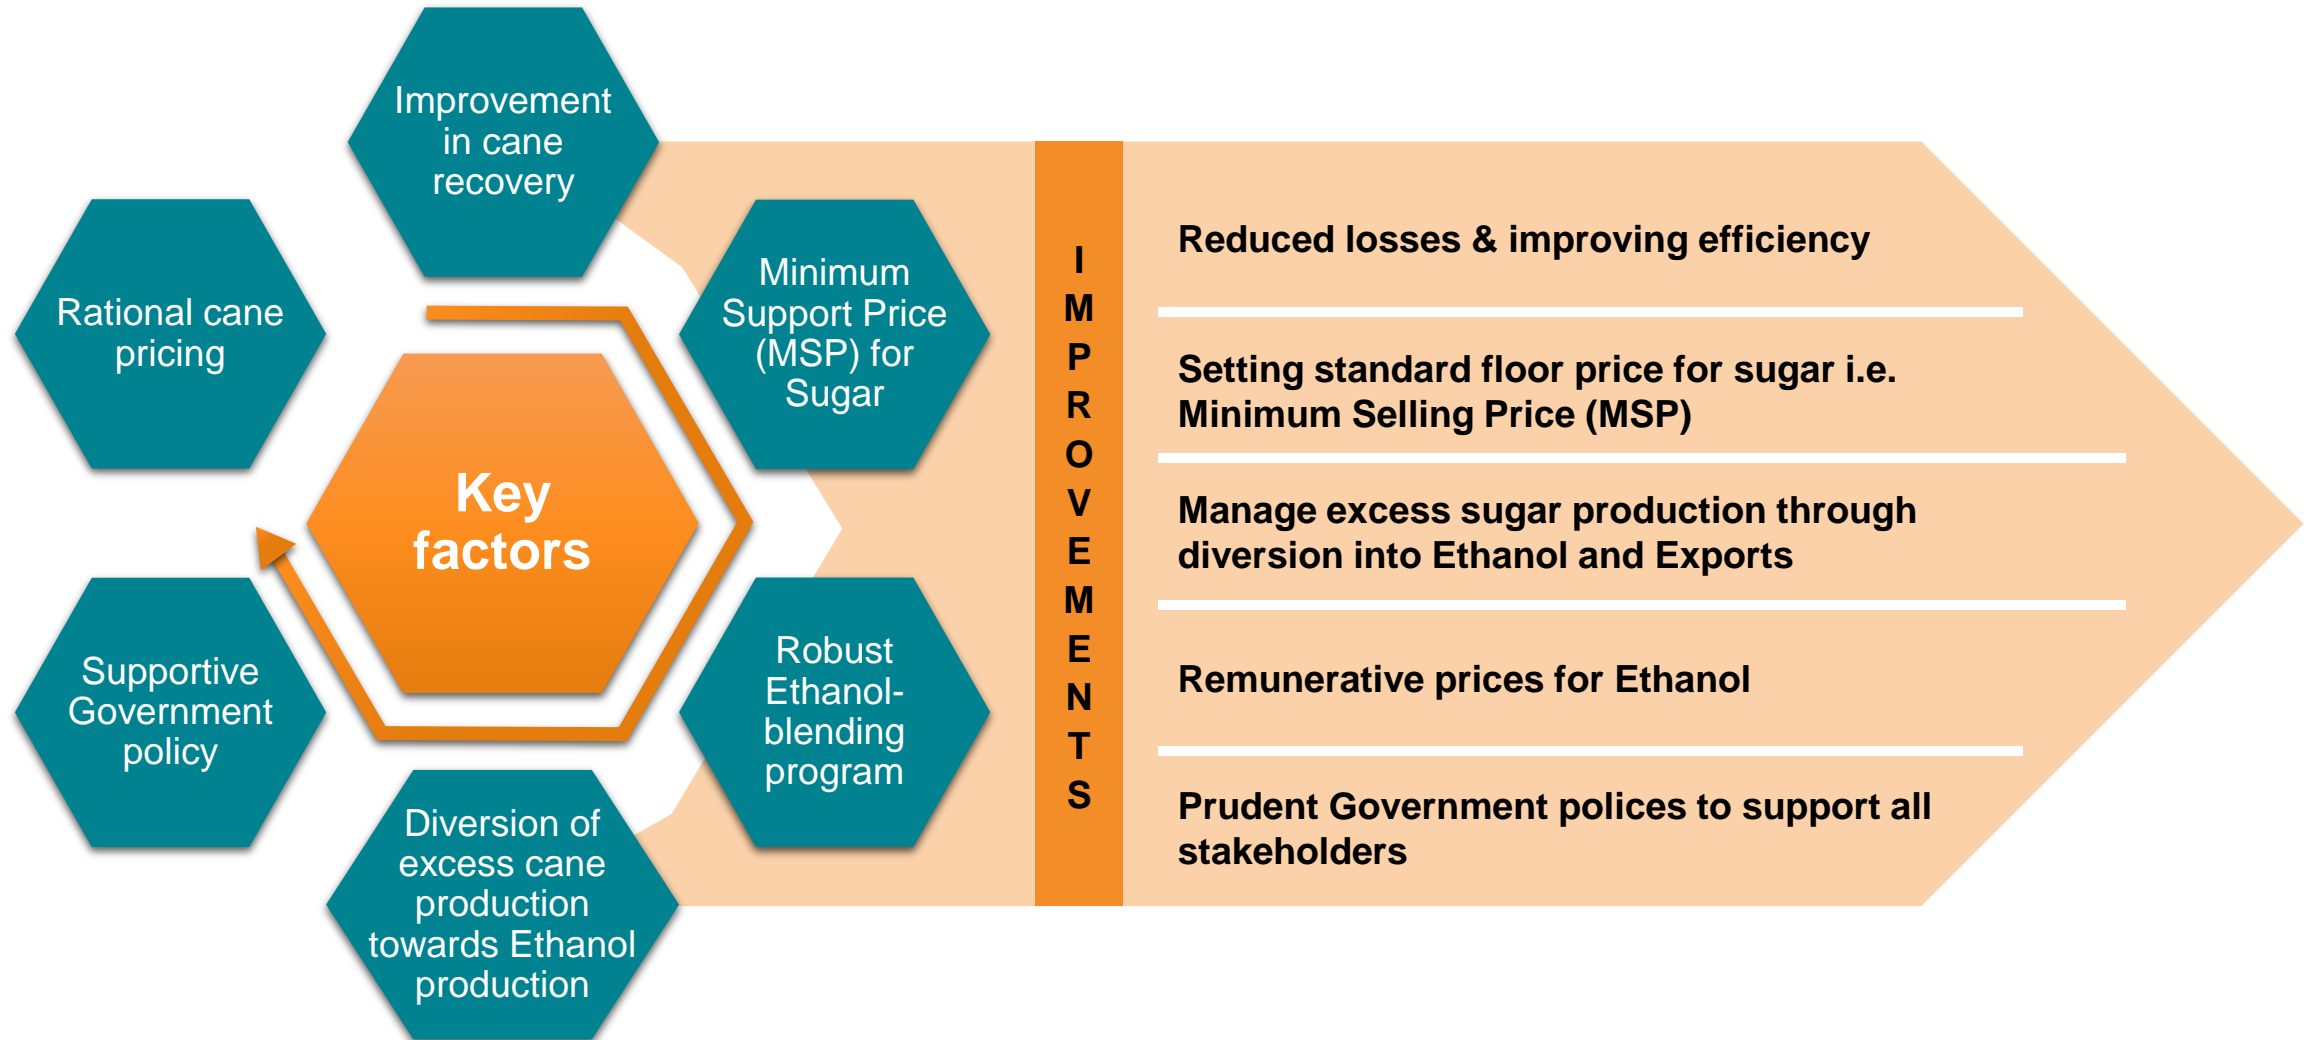 Improvement
in cane
recovery
Rational cane
pricing
Minimum
Support Price
(MSP) for
Sugar
Key
factors
Supportive
Government
policy
Robust
Ethanol-
blending
program
Diversion of
excess cane
production
towards Ethanol
production
IMPROVEMENTS
Reduced losses & improving efficiency
Setting standard floor price for sugar i.e.
Minimum Selling Price (MSP)
Manage excess sugar production through
diversion into Ethanol and Exports
Remunerative prices for Ethanol
Prudent Government polices to support all
stakeholders